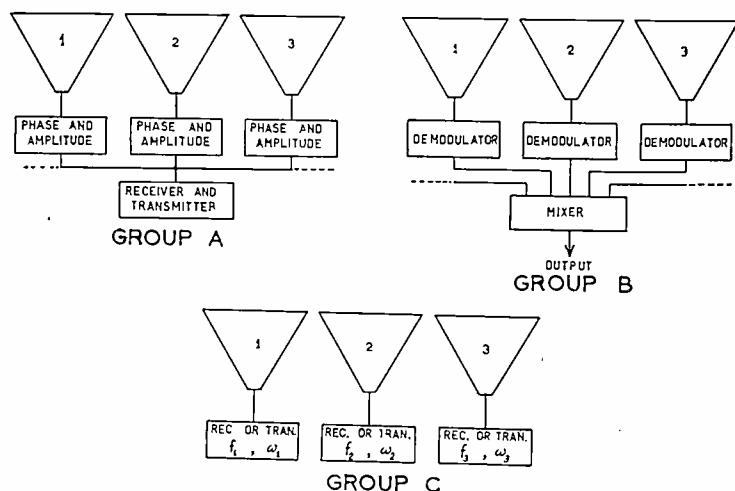 1 2 3
PHASE AND AMPLITUDE
PHASE AND AMPLITUDE
PHASE AND AMPLITUDE
RECEIVER AND TRANSMITTER
GROUP A
1 2 3
DEMODULATOR DEMODULATOR DEMODULATOR
MIXER
OUTPUT
GROUP B
1 2 3
REC OR TRAN. REC. OR TRAN. REC. OR TRAN.
f₁ , ω₁ f₂ , ω₂ f₃ , ω₃
GROUP C